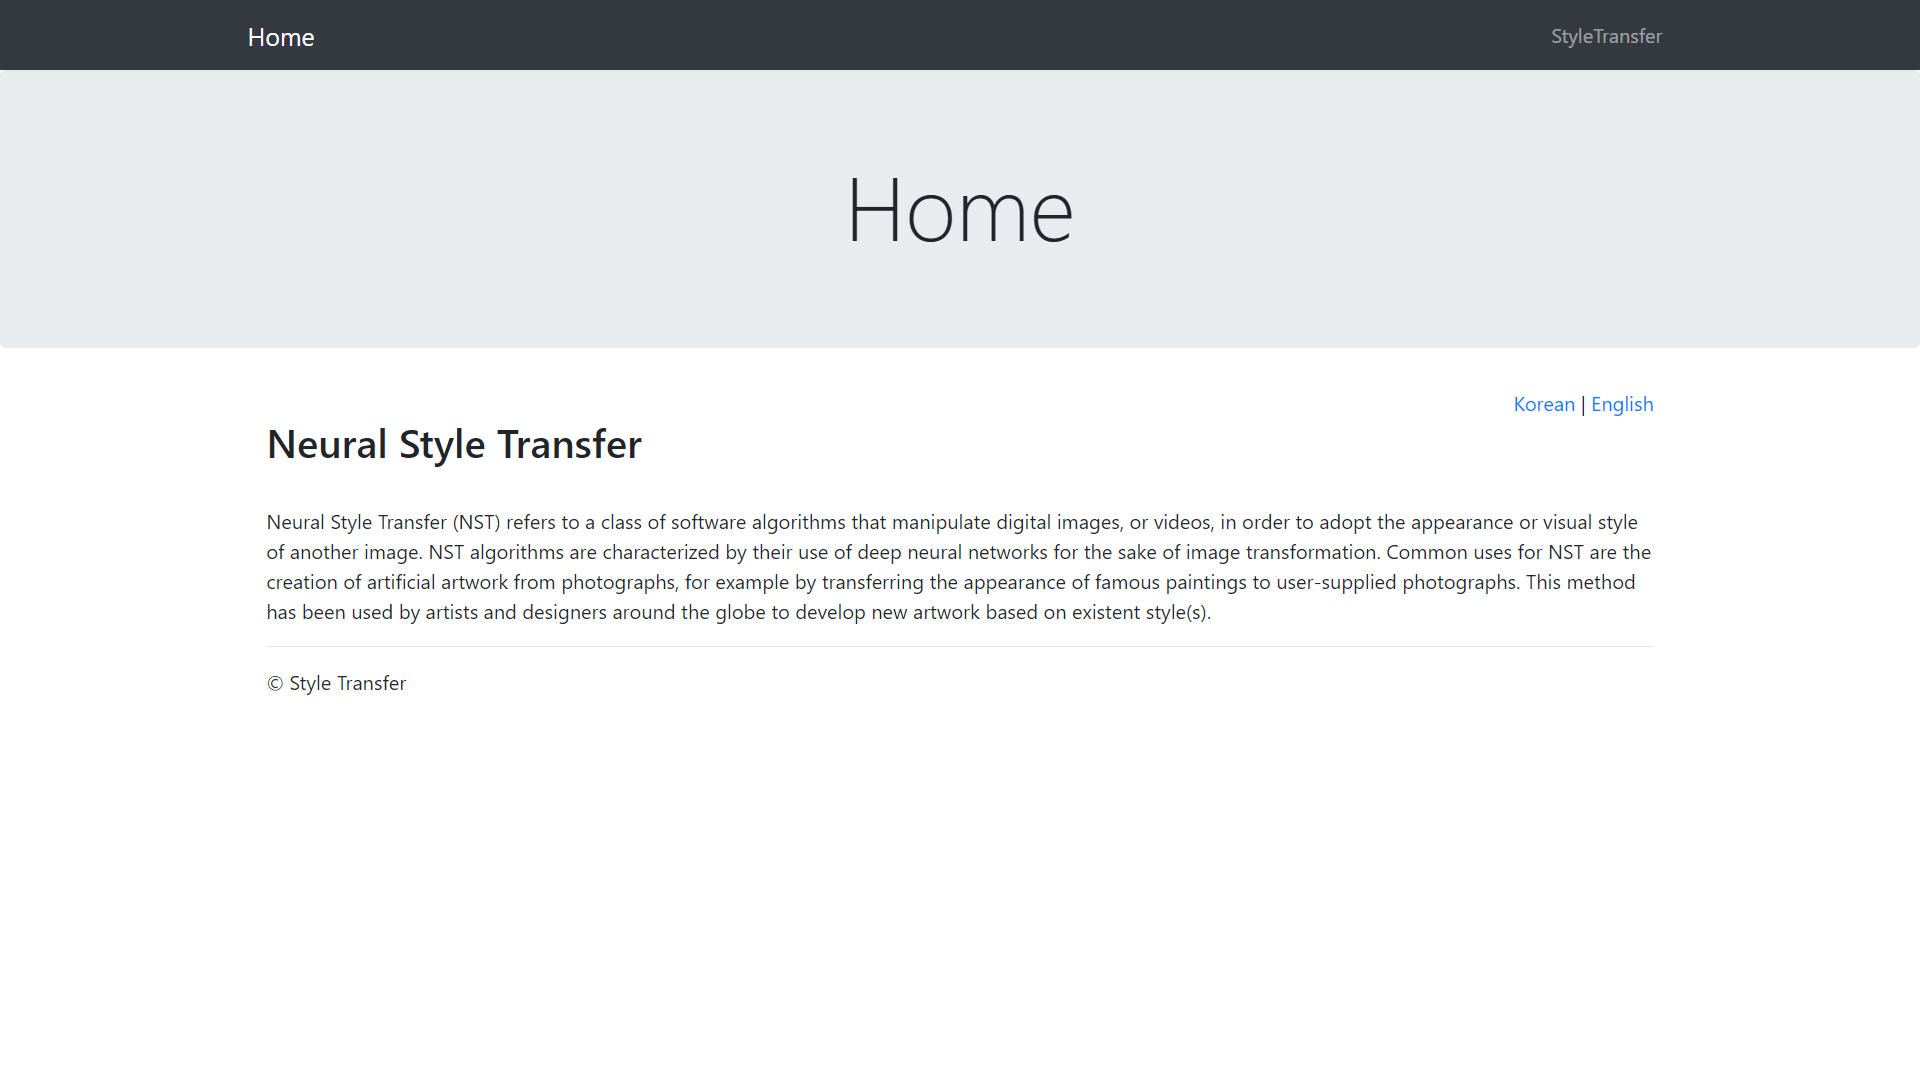 Home
StyleTransfer
Home
Korean | English
Neural Style Transfer
Neural Style Transfer (NST) refers to a class of software algorithms that manipulate digital images, or videos, in order to adopt the appearance or visual style
of another image. NST algorithms are characterized by their use of deep neural networks for the sake of image transformation. Common uses for NST are the
creation of artificial artwork from photographs, for example by transferring the appearance of famous paintings to user-supplied photographs. This method
has been used by artists and designers around the globe to develop new artwork based on existent style(s).
© Style Transfer